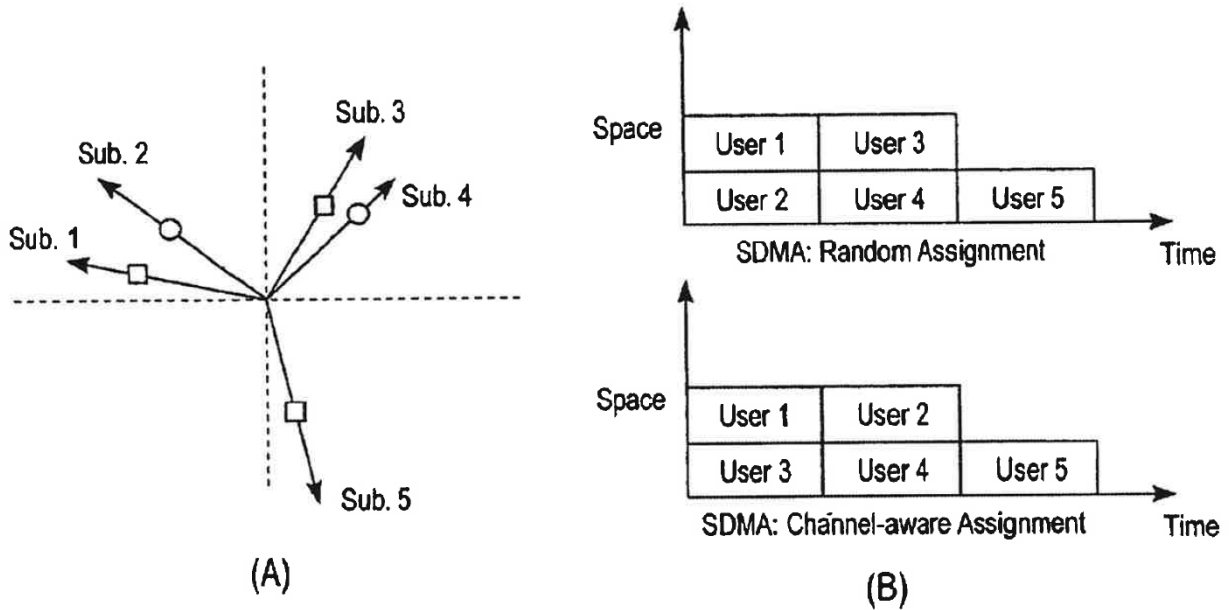 Sub. 3
Sub. 2
Sub. 4
Sub. 1
Sub. 5
(A)
Space
User 1 User 3
User 2 User 4 User 5
SDMA: Random Assignment
Time
Space
User 1 User 2
User 3 User 4 User 5
SDMA: Channel-aware Assignment
Time
(B)